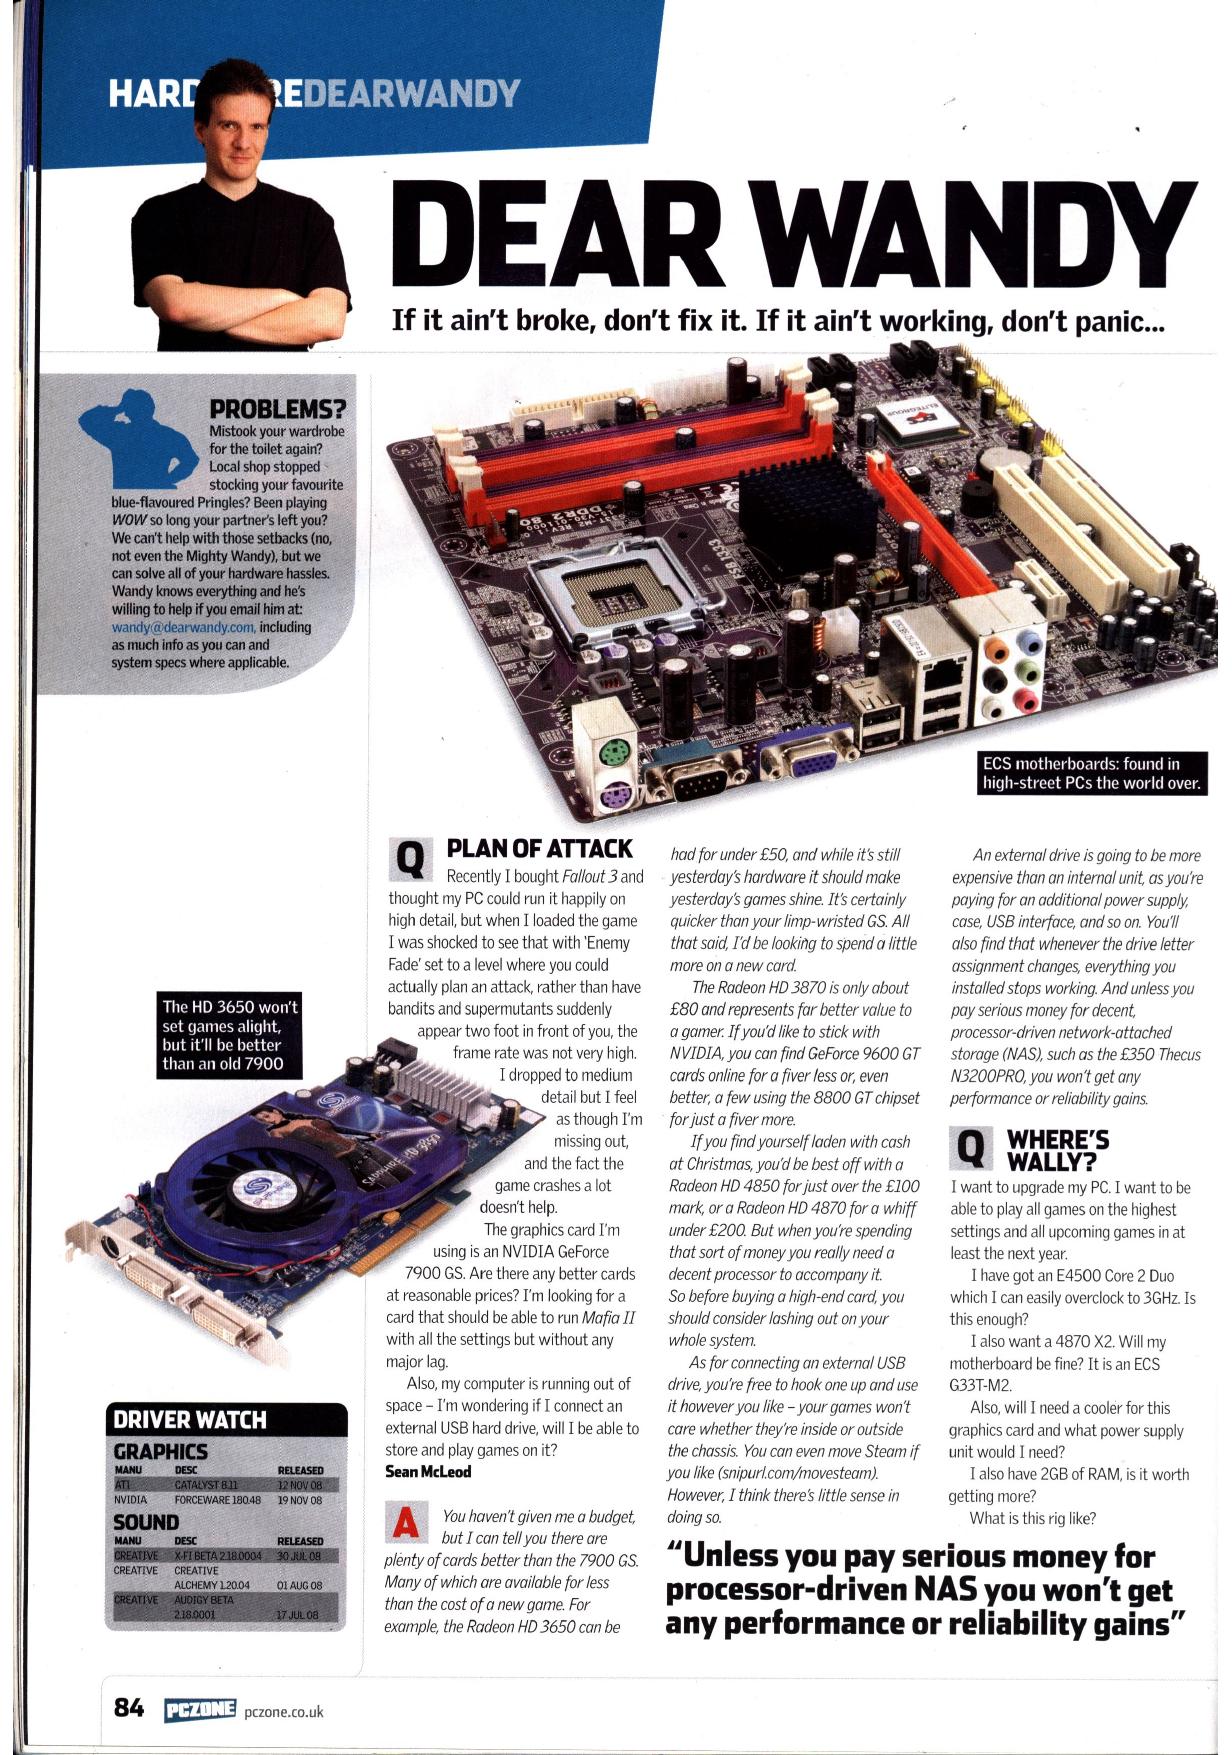 HARD REDEARWANDY
DEAR WANDY
If it ain't broke, don't fix it. If it ain't working, don't panic...
PROBLEMS?
Mistook your wardrobe
for the toilet again?
Local shop stopped
stocking your favourite
blue-flavoured Pringles? Been playing
WOW so long your partner's left you?
We can't help with those setbacks (no,
not even the Mighty Wandy), but we
can solve all of your hardware hassles.
Wandy knows everything and he's
willing to help if you email him at:
wandy@dearwandy.com, including
as much info as you can and
system specs where applicable.
ECS
ELITEGROUP
FSB 1333
ECS motherboards: found in
high-street PCs the world over.
The HD 3650 won't
set games alight,
but it'll be better
than an old 7900
SAPPHIRE HD 3650
DRIVER WATCH
GRAPHICS
MANU DESC RELEASED
ATI CATALYST 8.11 12 NOV 08
NVIDIA FORCEWARE 180.48 19 NOV 08
SOUND
MANU DESC RELEASED
CREATIVE X-FI BETA 2.18.0004 30 JUL 08
CREATIVE CREATIVE
ALCHEMY 1.20.04 01 AUG 08
CREATIVE AUDIGY BETA
2.18.0001 17 JUL 08
Q PLAN OF ATTACK
Recently I bought Fallout 3 and
thought my PC could run it happily on
high detail, but when I loaded the game
I was shocked to see that with 'Enemy
Fade' set to a level where you could
actually plan an attack, rather than have
bandits and supermutants suddenly
appear two foot in front of you, the
frame rate was not very high.
I dropped to medium
detail but I feel
as though I'm
missing out,
and the fact the
game crashes a lot
doesn't help.
The graphics card I'm
using is an NVIDIA GeForce
7900 GS. Are there any better cards
at reasonable prices? I'm looking for a
card that should be able to run Mafia II
with all the settings but without any
major lag.
Also, my computer is running out of
space – I'm wondering if I connect an
external USB hard drive, will I be able to
store and play games on it?
Sean McLeod
A You haven't given me a budget,
but I can tell you there are
plenty of cards better than the 7900 GS.
Many of which are available for less
than the cost of a new game. For
example, the Radeon HD 3650 can be
had for under £50, and while it's still
yesterday's hardware it should make
yesterday's games shine. It's certainly
quicker than your limp-wristed GS. All
that said, I'd be looking to spend a little
more on a new card.
The Radeon HD 3870 is only about
£80 and represents far better value to
a gamer. If you'd like to stick with
NVIDIA, you can find GeForce 9600 GT
cards online for a fiver less or, even
better, a few using the 8800 GT chipset
for just a fiver more.
If you find yourself laden with cash
at Christmas, you'd be best off with a
Radeon HD 4850 for just over the £100
mark, or a Radeon HD 4870 for a whiff
under £200. But when you're spending
that sort of money you really need a
decent processor to accompany it.
So before buying a high-end card, you
should consider lashing out on your
whole system.
As for connecting an external USB
drive, you're free to hook one up and use
it however you like – your games won't
care whether they're inside or outside
the chassis. You can even move Steam if
you like (snipurl.com/movesteam).
However, I think there's little sense in
doing so.
An external drive is going to be more
expensive than an internal unit, as you're
paying for an additional power supply,
case, USB interface, and so on. You'll
also find that whenever the drive letter
assignment changes, everything you
installed stops working. And unless you
pay serious money for decent,
processor-driven network-attached
storage (NAS), such as the £350 Thecus
N3200PRO, you won't get any
performance or reliability gains.
Q WHERE'S
WALLY?
I want to upgrade my PC. I want to be
able to play all games on the highest
settings and all upcoming games in at
least the next year.
I have got an E4500 Core 2 Duo
which I can easily overclock to 3GHz. Is
this enough?
I also want a 4870 X2. Will my
motherboard be fine? It is an ECS
G33T-M2.
Also, will I need a cooler for this
graphics card and what power supply
unit would I need?
I also have 2GB of RAM, is it worth
getting more?
What is this rig like?
"Unless you pay serious money for
processor-driven NAS you won't get
any performance or reliability gains"
84 PCZONE pczone.co.uk